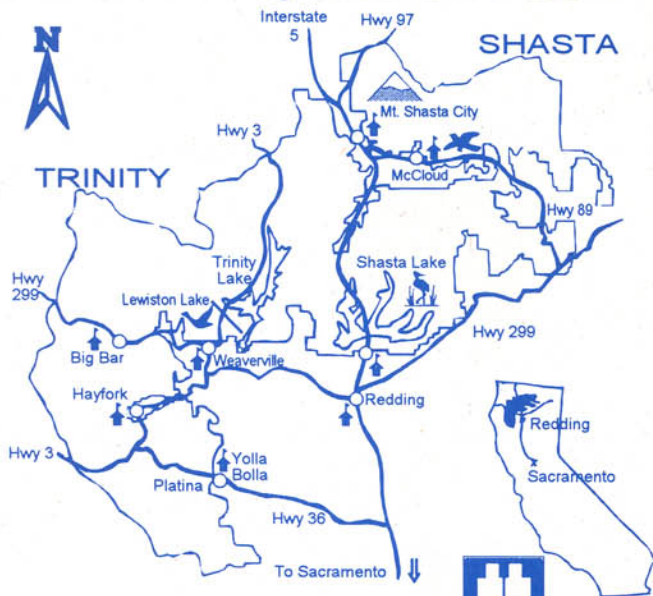 Interstate
5
Hwy 97
N
SHASTA
Mt. Shasta City
Hwy 3
McCloud
TRINITY
Hwy 89
Trinity
Lake
Shasta Lake
Hwy
299
Lewiston Lake
Hwy 299
Big Bar
Weaverville
Hayfork
Redding
Redding
Hwy 3
Yolla
Bolla
Platina
Sacramento
Hwy 36
To Sacramento